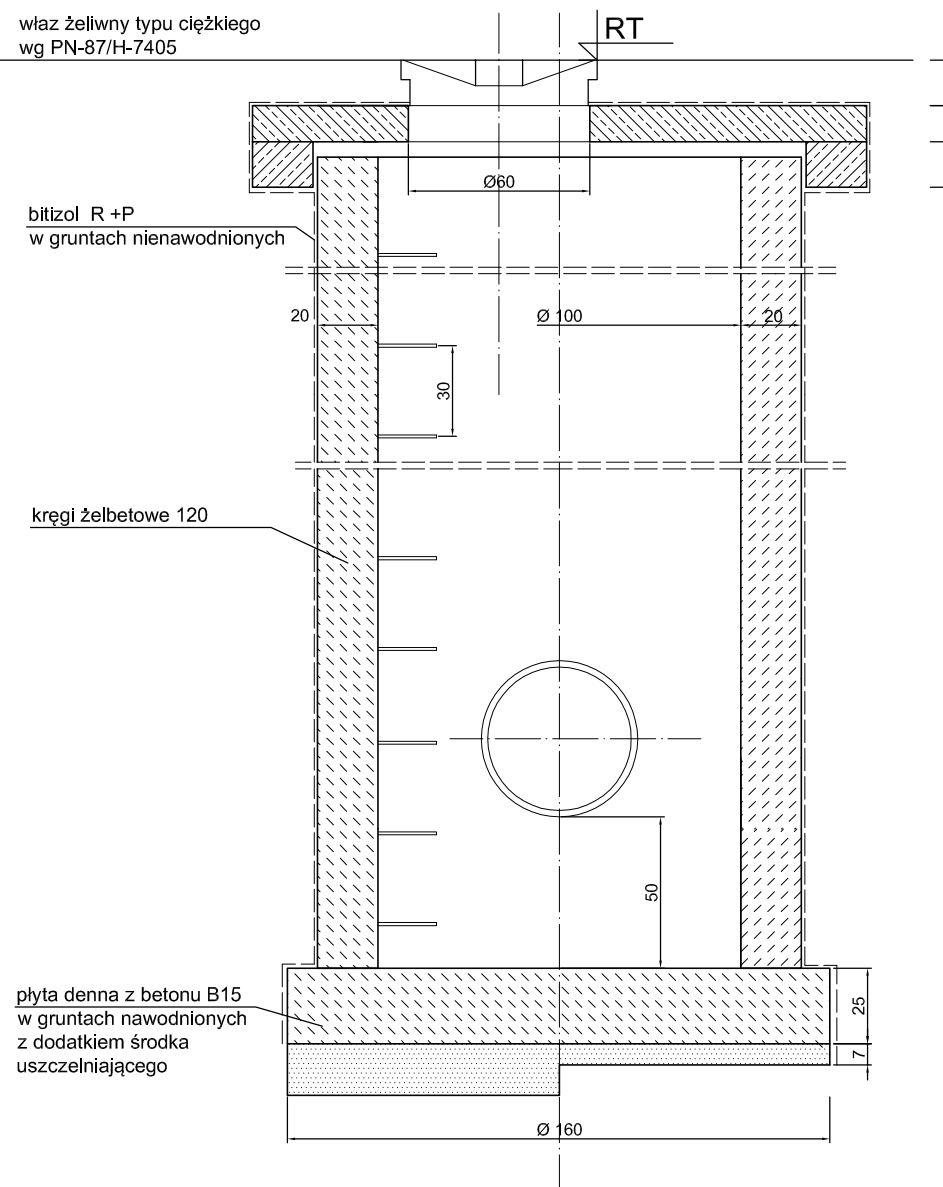 właz żeliwny typu ciężkiego
wg PN-87/H-7405
RT
Ø60
bitizol R +P
w gruntach nienawodnionych
20
Ø 100
20
30
kręgi żelbetowe 120
50
płyta denna z betonu B15
w gruntach nawodnionych
z dodatkiem środka
uszczelniającego
25
7
Ø 160